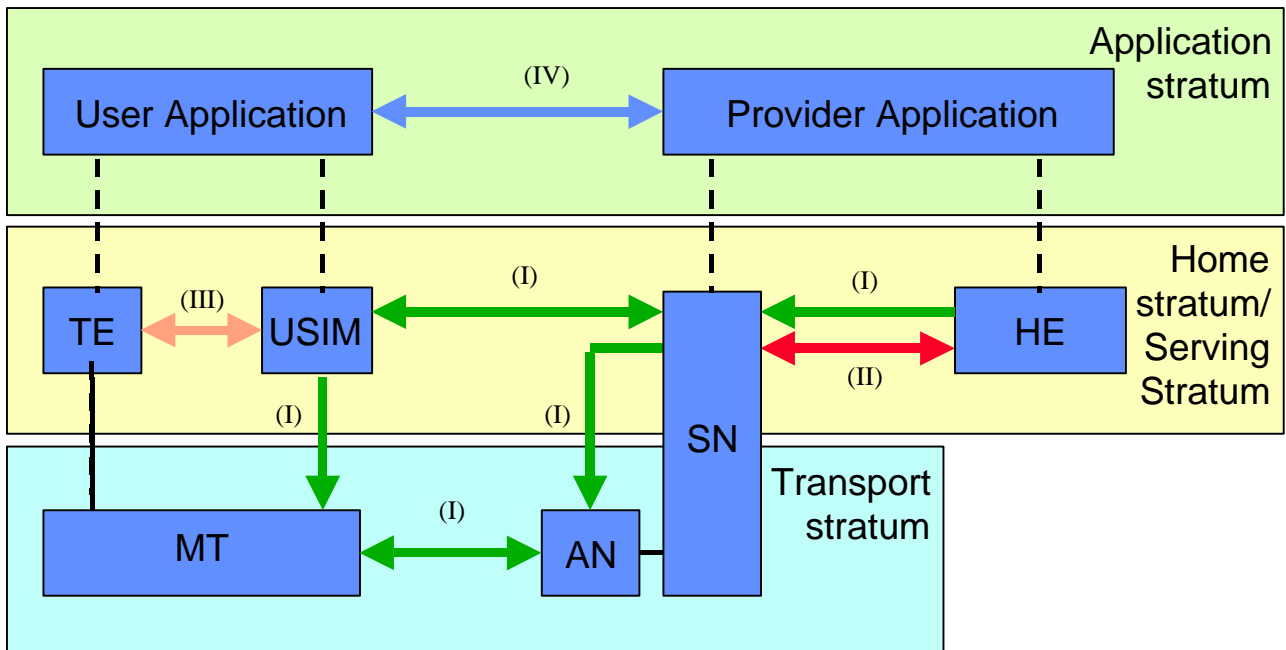 Application
stratum
(IV)
User Application
Provider Application
Home
stratum/
Serving
Stratum
(I)
(I)
(III)
TE
USIM
HE
(II)
(I)
(I)
SN
Transport
stratum
(I)
MT
AN